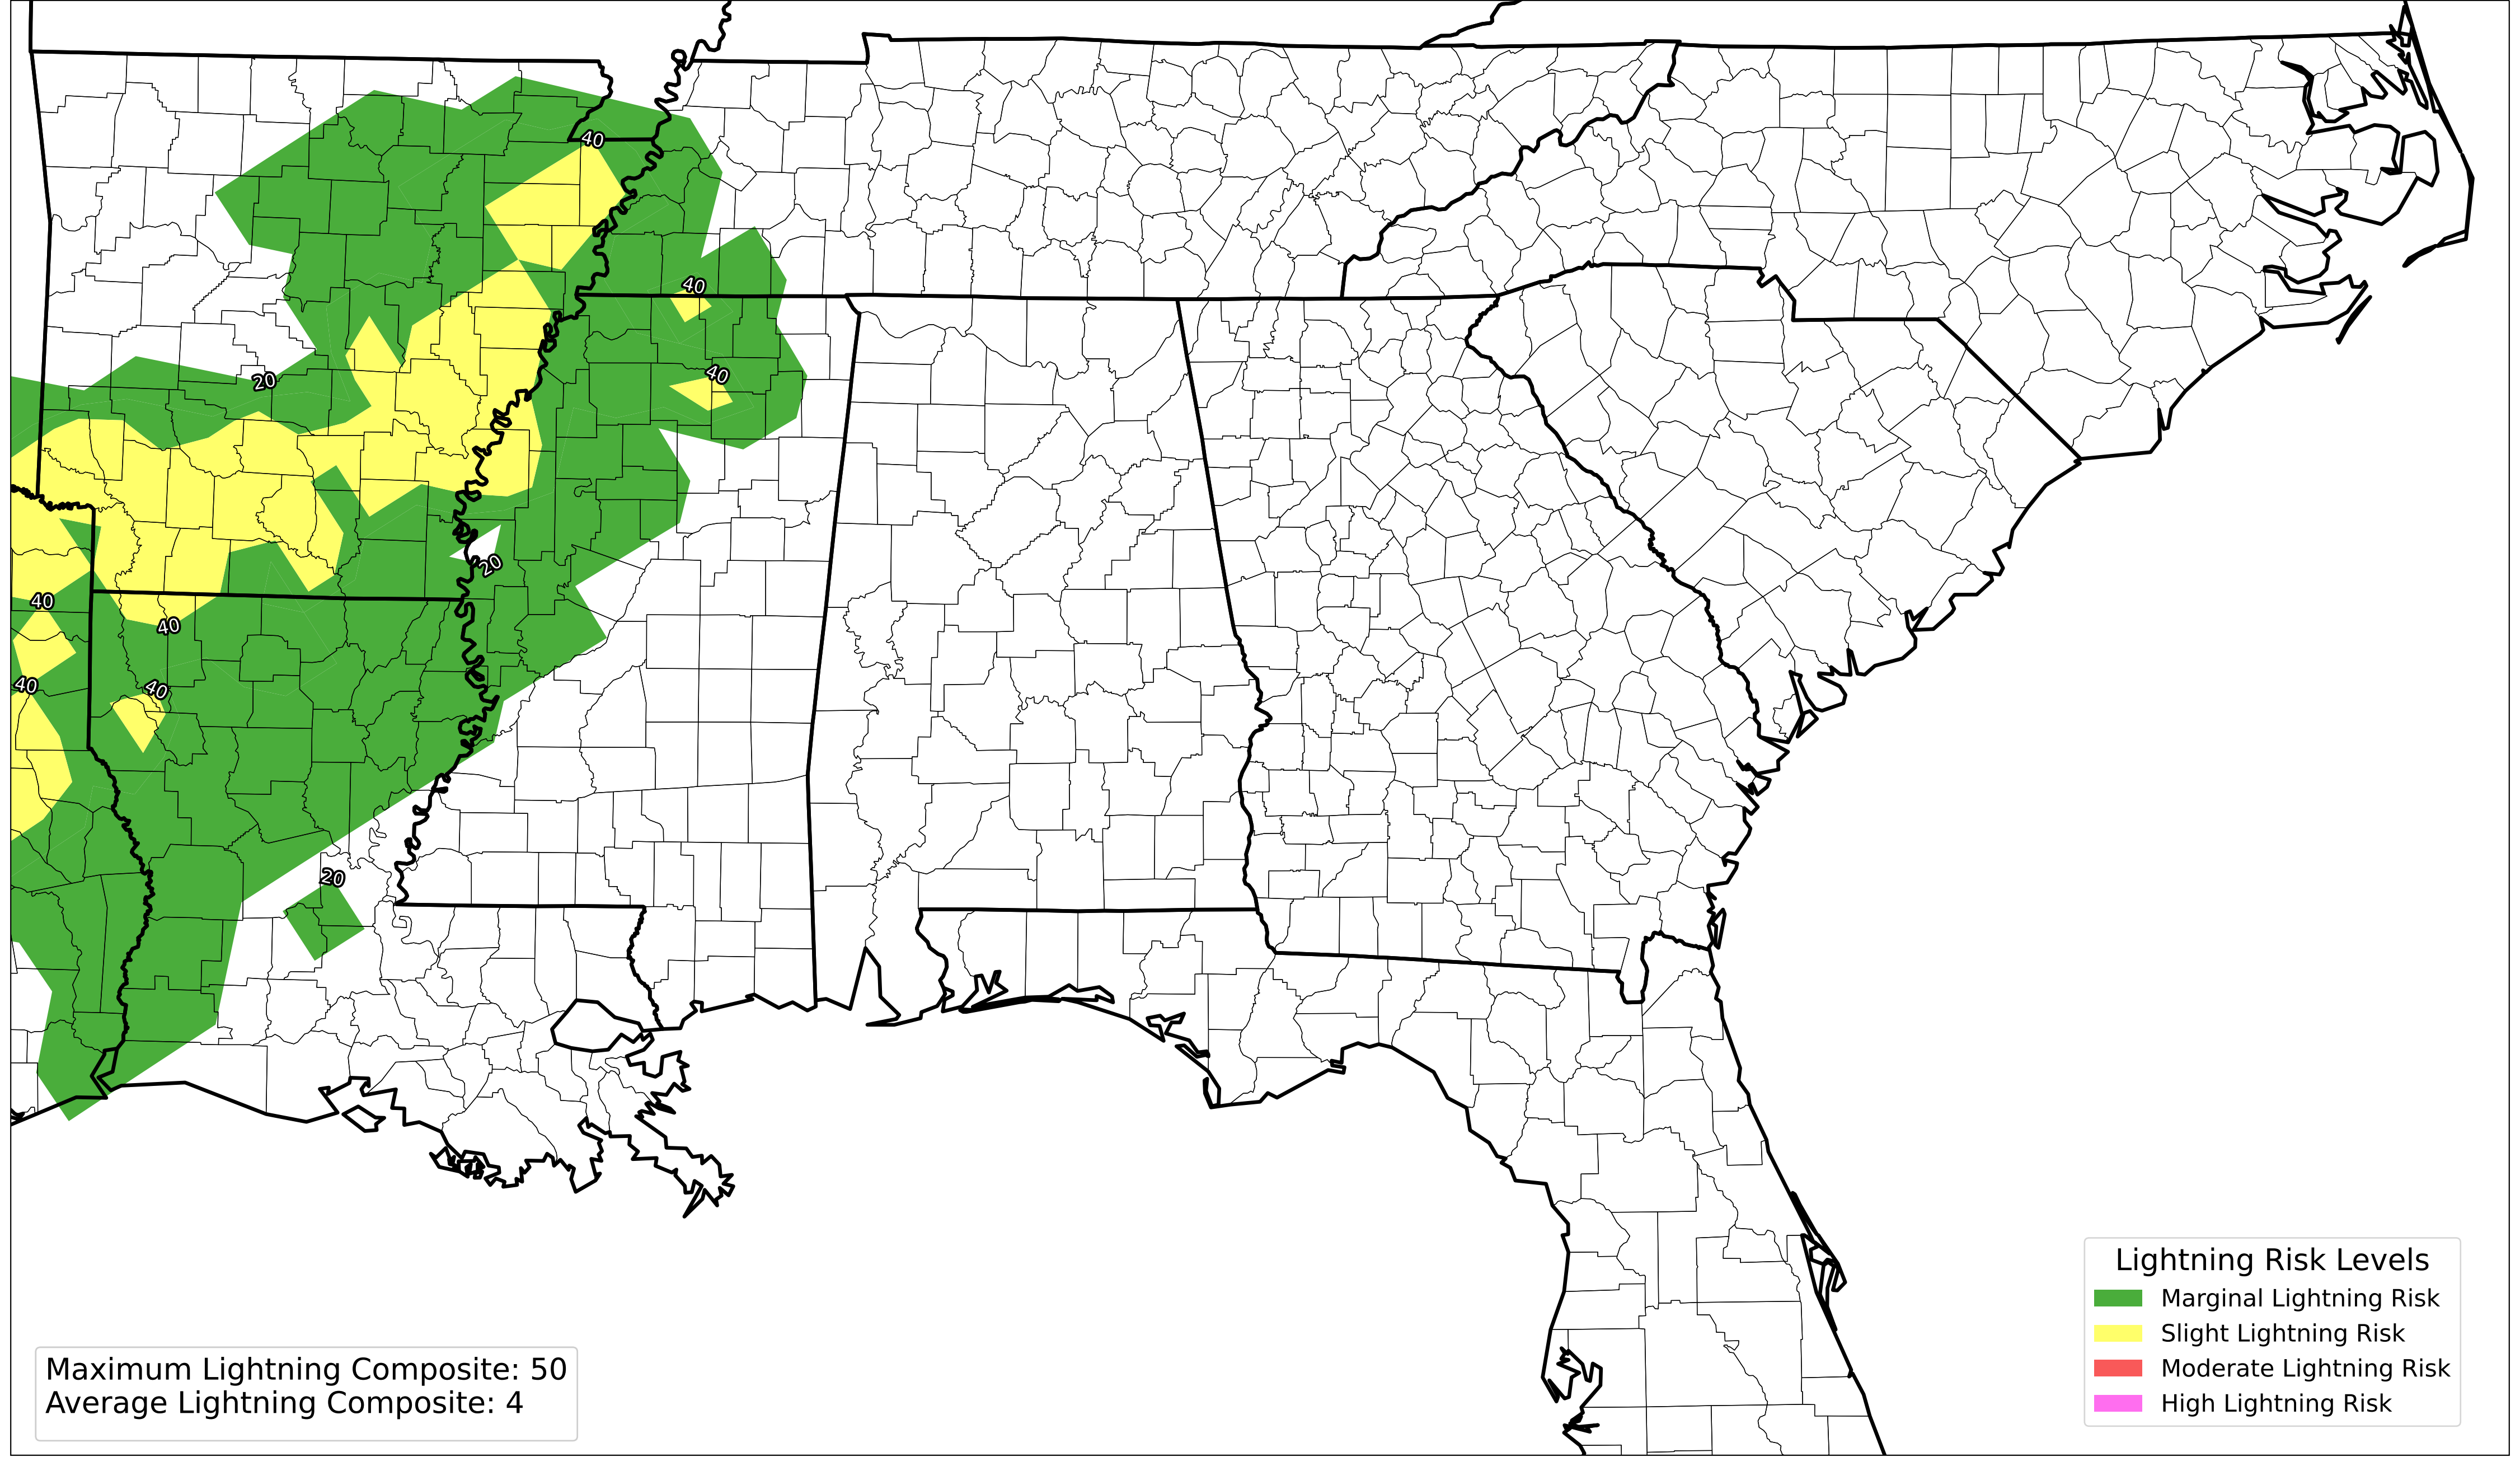 40
40
20
40
20
40
40
40
40
20
Lightning Risk Levels
Marginal Lightning Risk
Slight Lightning Risk
Moderate Lightning Risk
High Lightning Risk
Maximum Lightning Composite: 50
Average Lightning Composite: 4